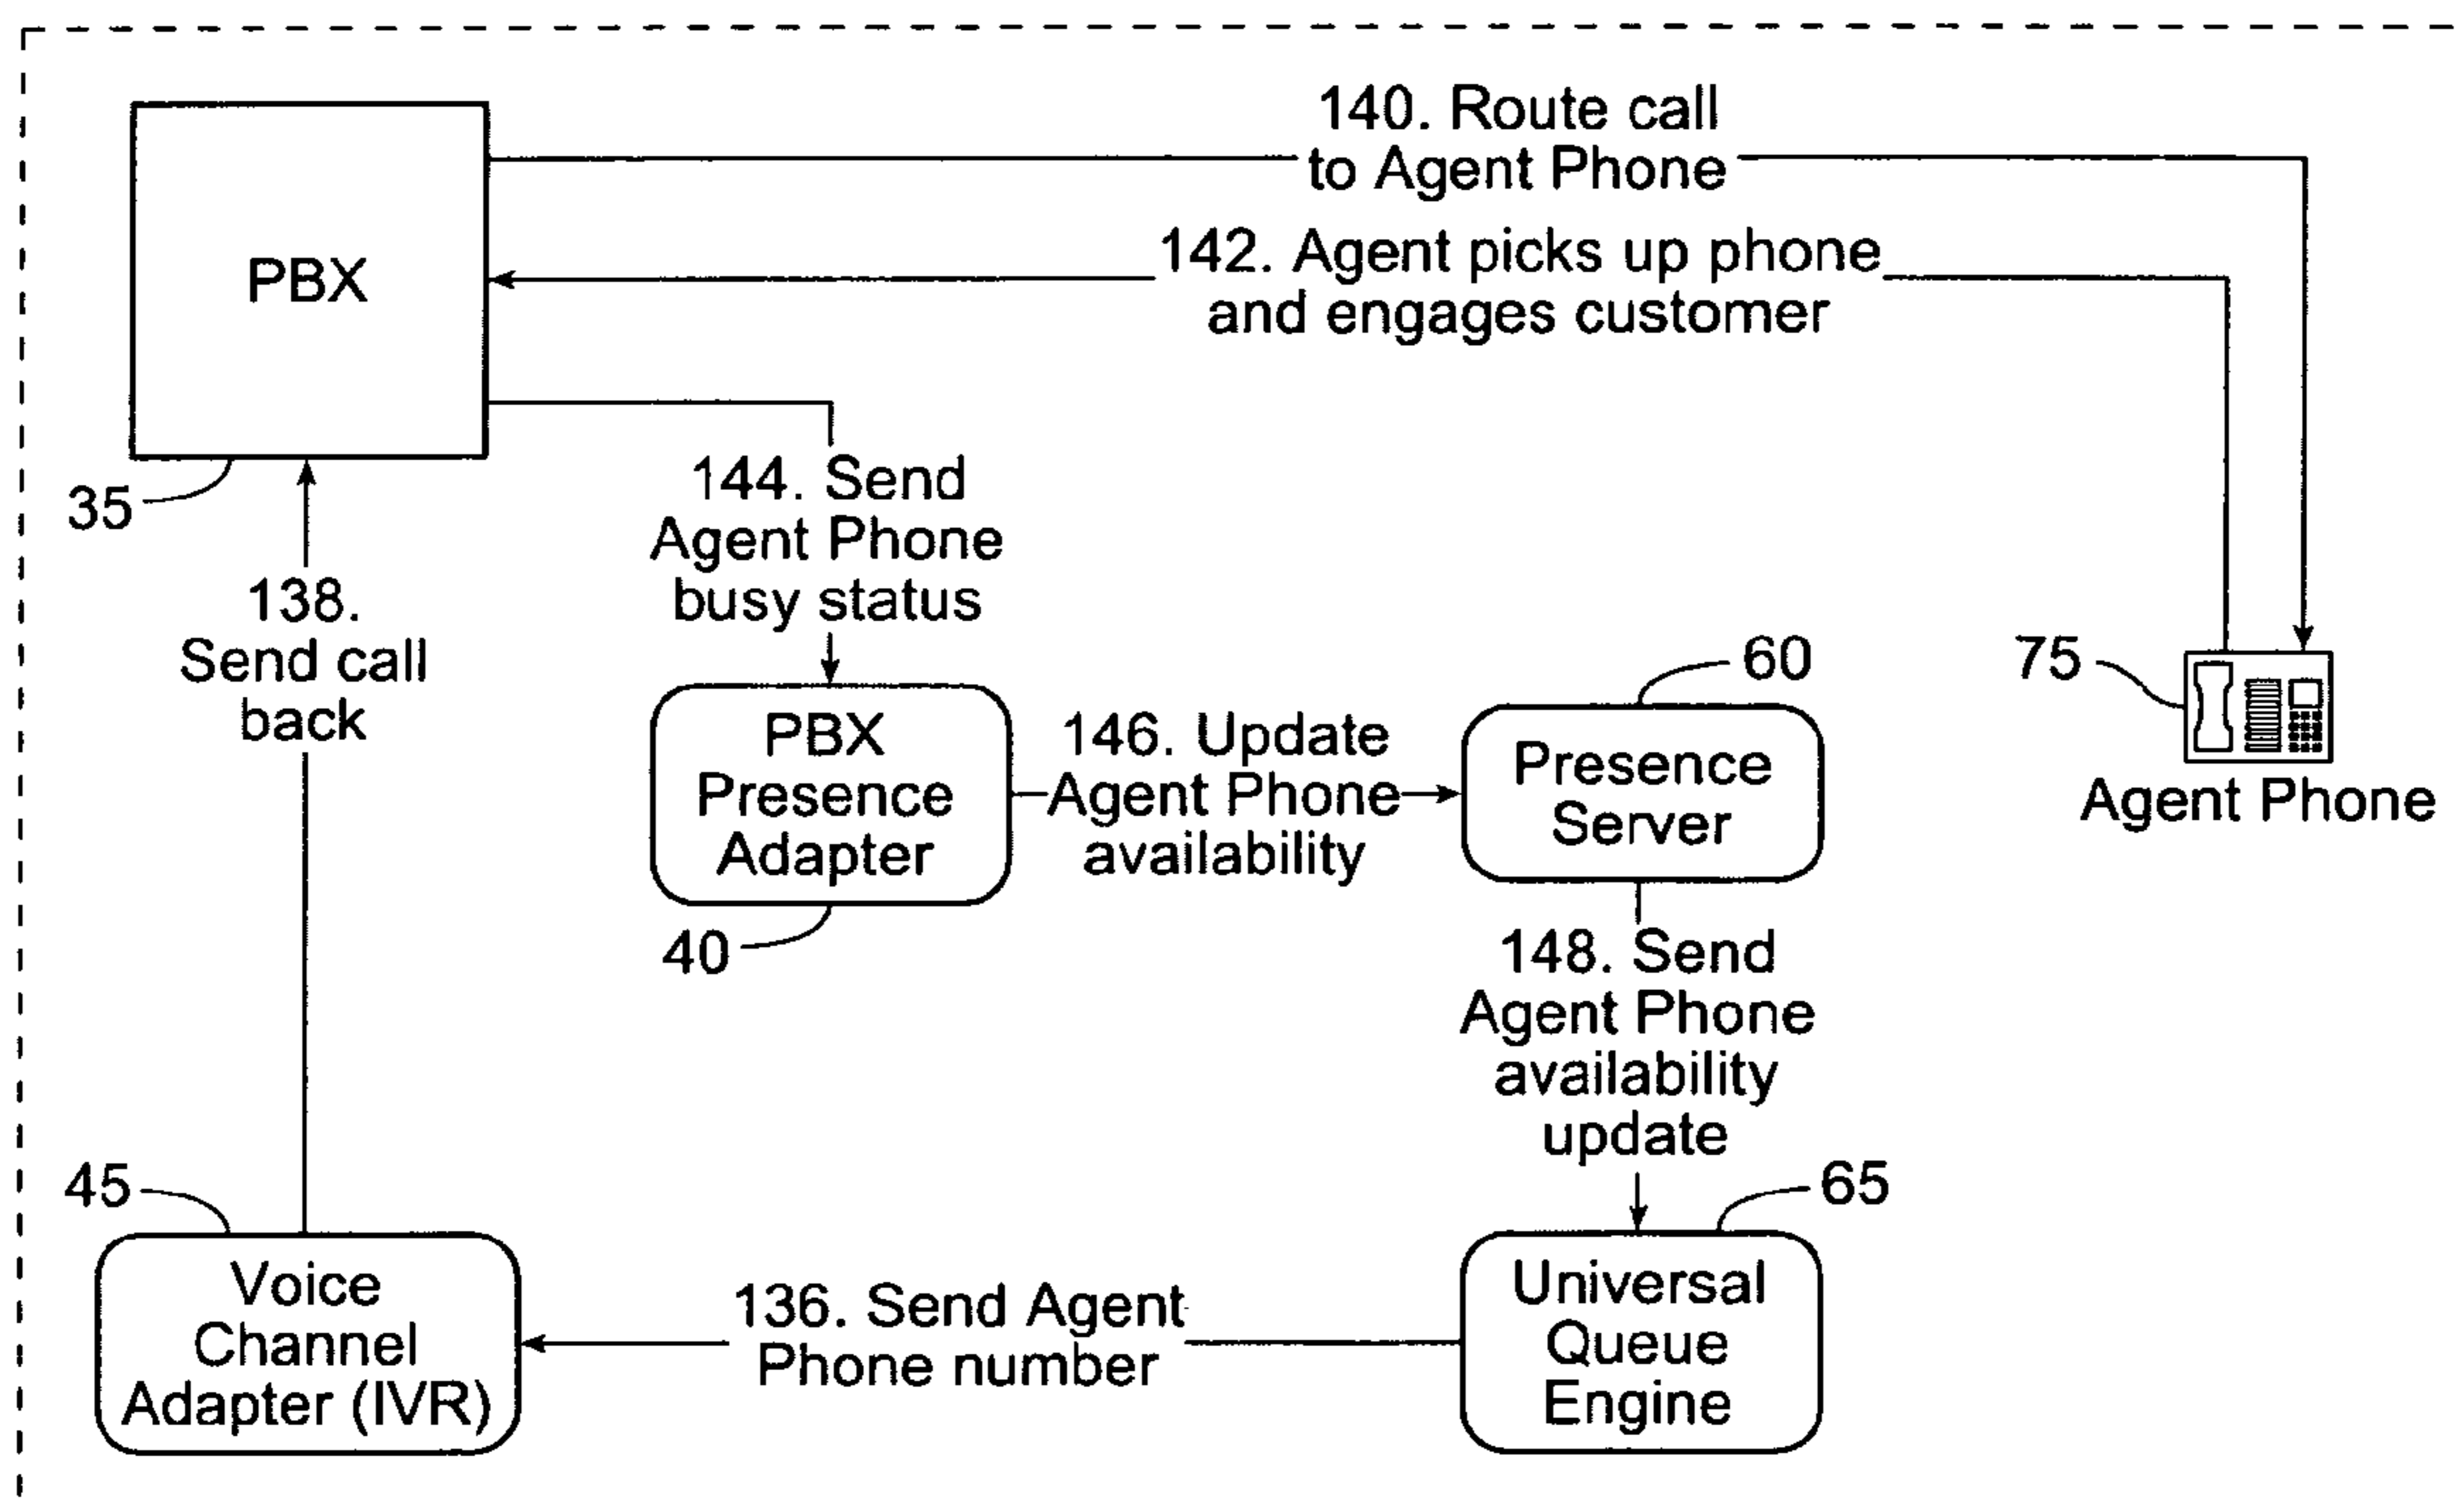 140. Route call
to Agent Phone
PBX
142. Agent picks up phone
and engages customer
35
144. Send
Agent Phone
busy status
138.
Send call
back
60
75
PBX
Presence
Adapter
146. Update
Agent Phone
availability
Presence
Server
Agent Phone
40
148. Send
Agent Phone
availability
update
45
65
Voice
Channel
Adapter (IVR)
136. Send Agent
Phone number
Universal
Queue
Engine